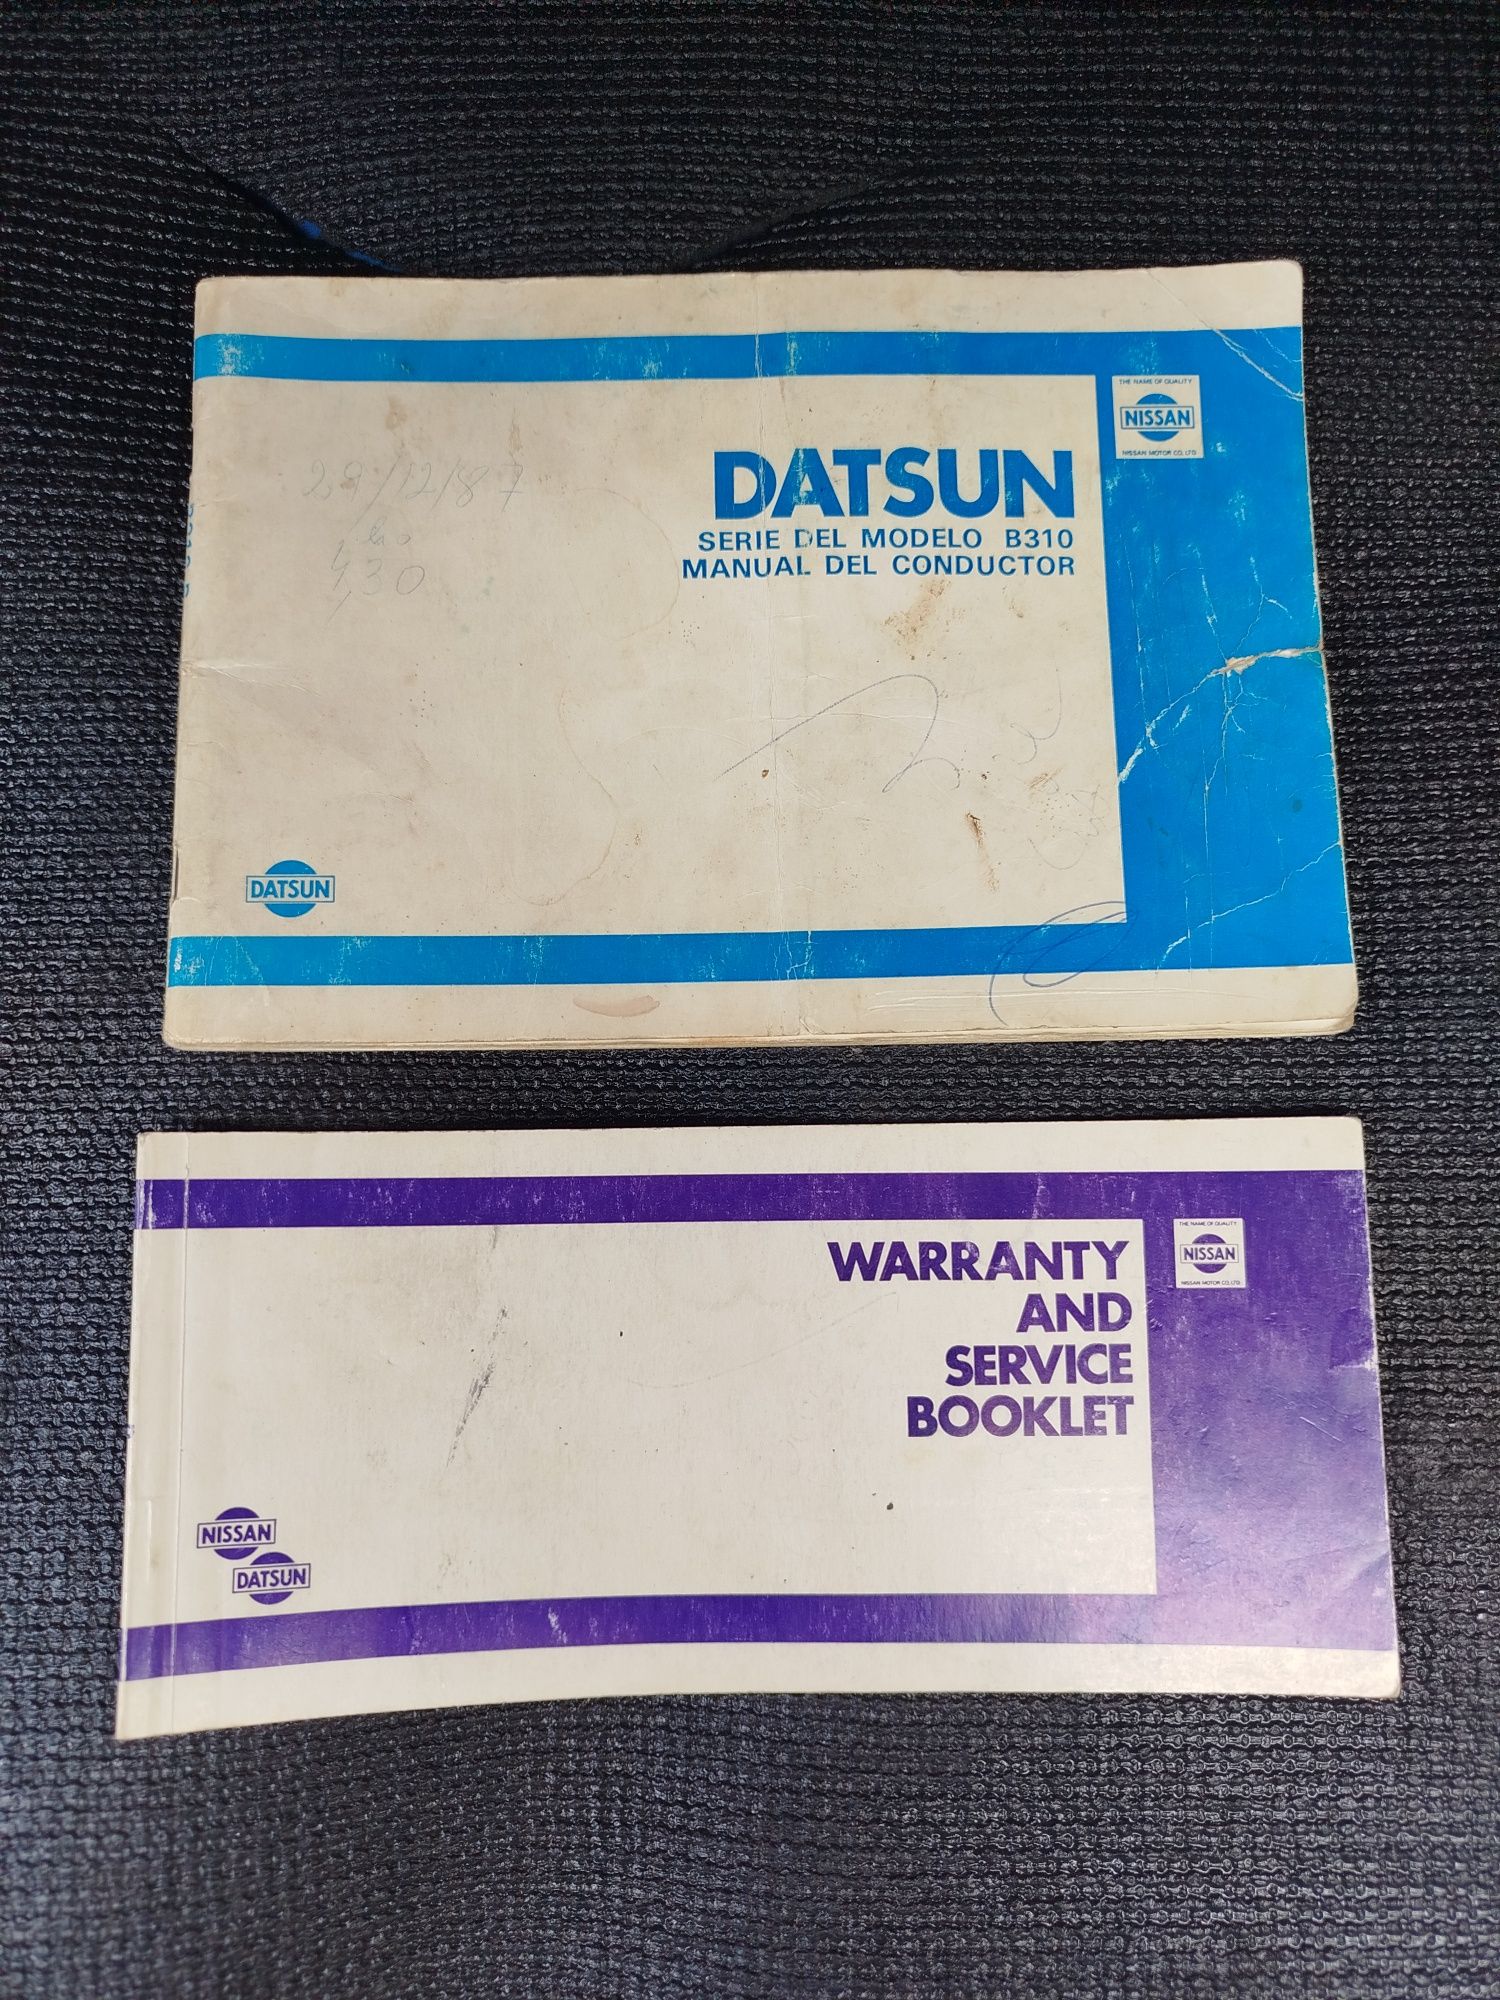 THE NAME OF QUALITY
NISSAN
NISSAN MOTOR CO., LTD.
DATSUN
SERIE DEL MODELO B310
MANUAL DEL CONDUCTOR
29/12/87
DATSUN
WARRANTY
AND
SERVICE
BOOKLET
THE NAME OF QUALITY
NISSAN
NISSAN MOTOR CO., LTD.
NISSAN
DATSUN